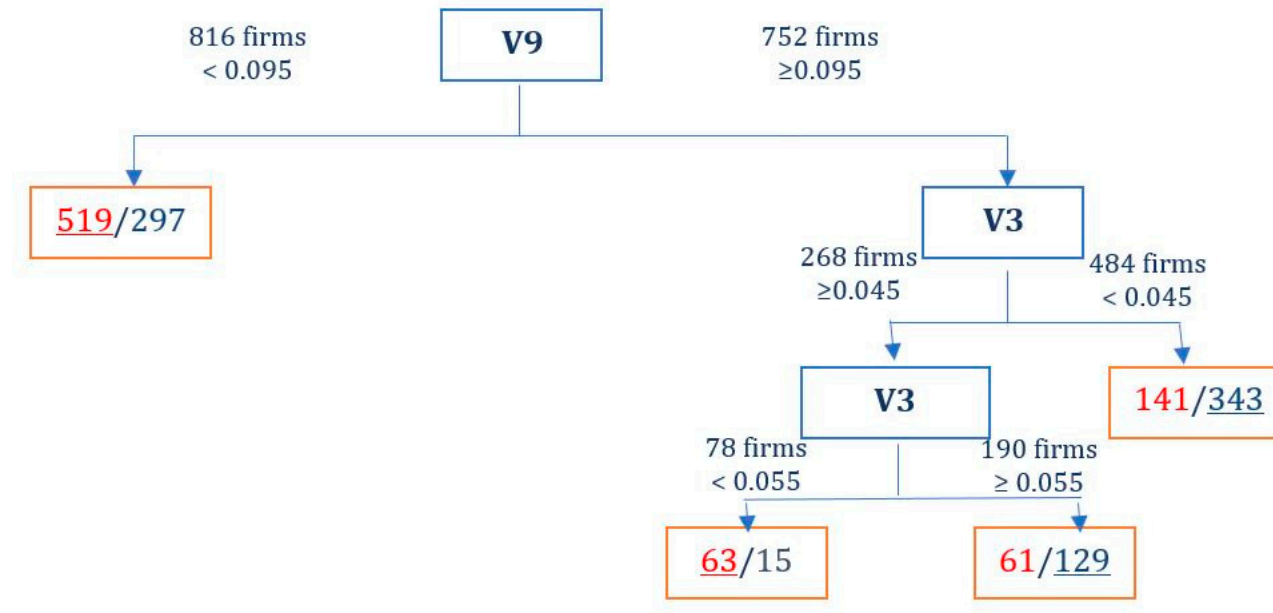 816 firms
< 0.095
V9
752 firms
≥0.095
519/297
V3
268 firms
≥0.045
484 firms
< 0.045
V3
141/343
78 firms
< 0.055
190 firms
≥ 0.055
63/15
61/129